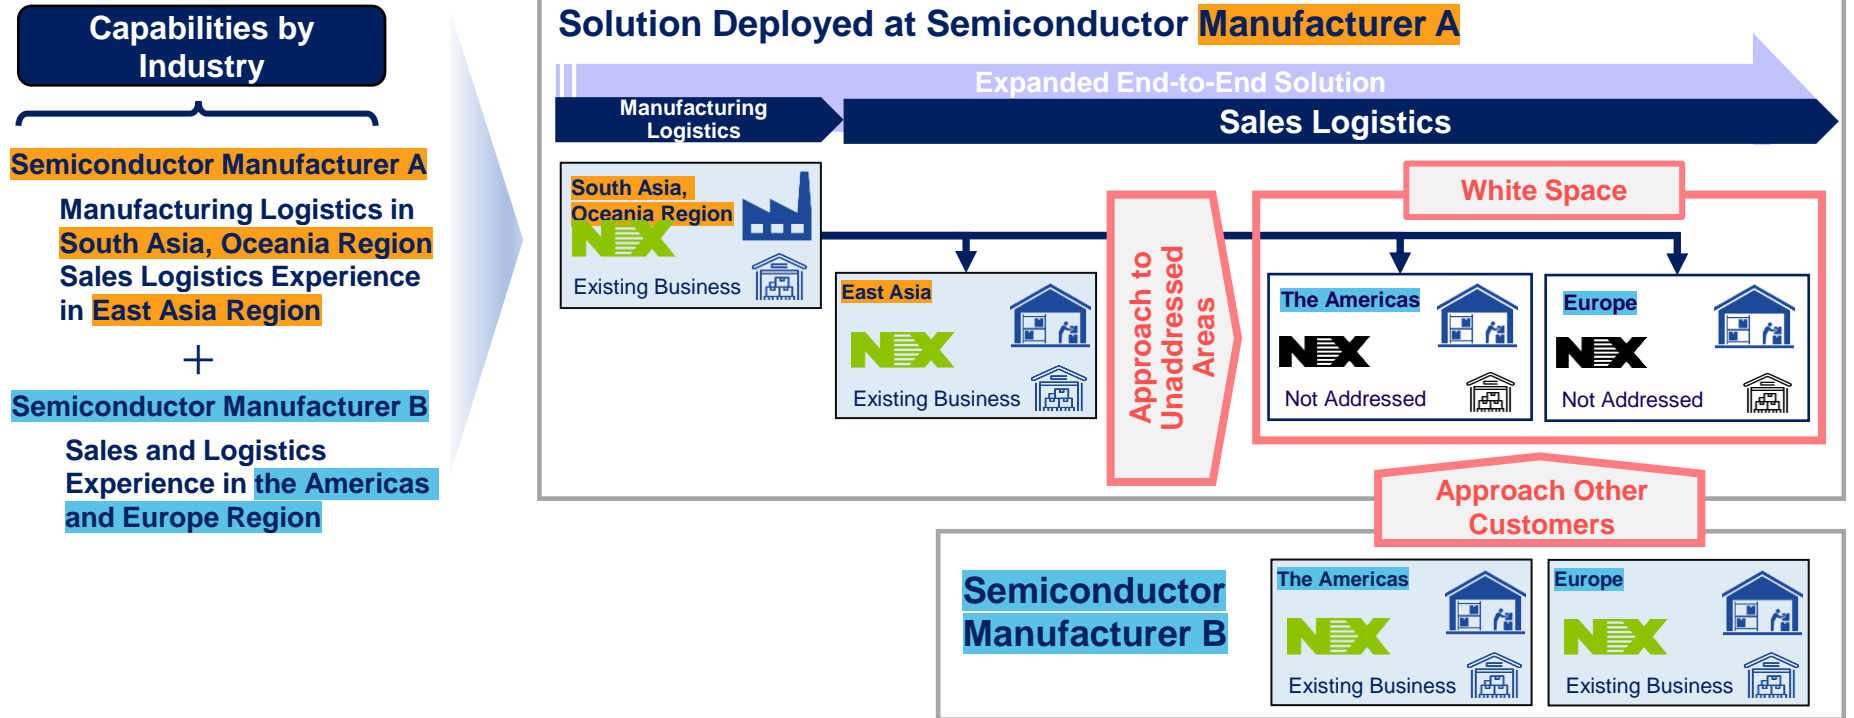 Capabilities by
Industry
Semiconductor Manufacturer A
Manufacturing Logistics in
South Asia, Oceania Region
Sales Logistics Experience
in East Asia Region
+
Semiconductor Manufacturer B
Sales and Logistics
Experience in the Americas
and Europe Region
Solution Deployed at Semiconductor Manufacturer A
Expanded End-to-End Solution
Manufacturing
Logistics
Sales Logistics
South Asia,
Oceania Region
NX
Existing Business
East Asia
NX
Existing Business
Approach to
Unaddressed
Areas
White Space
The Americas
NX
Not Addressed
Europe
NX
Not Addressed
Approach Other
Customers
Semiconductor
Manufacturer B
The Americas
NX
Existing Business
Europe
NX
Existing Business